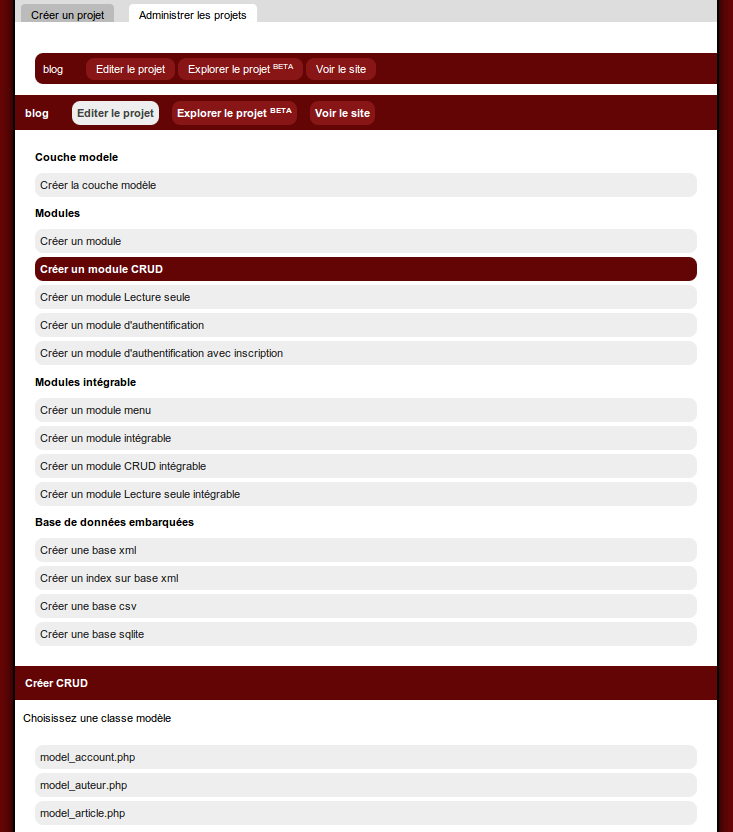 Créer un projet Administrer les projets
blog Editer le projet Explorer le projet BETA Voir le site
blog Editer le projet Explorer le projet BETA Voir le site
Couche modele
Créer la couche modèle
Modules
Créer un module
Créer un module CRUD
Créer un module Lecture seule
Créer un module d'authentification
Créer un module d'authentification avec inscription
Modules intégrable
Créer un module menu
Créer un module intégrable
Créer un module CRUD intégrable
Créer un module Lecture seule intégrable
Base de données embarquées
Créer une base xml
Créer un index sur base xml
Créer une base csv
Créer une base sqlite
Créer CRUD
Choisissez une classe modèle
model_account.php
model_auteur.php
model_article.php